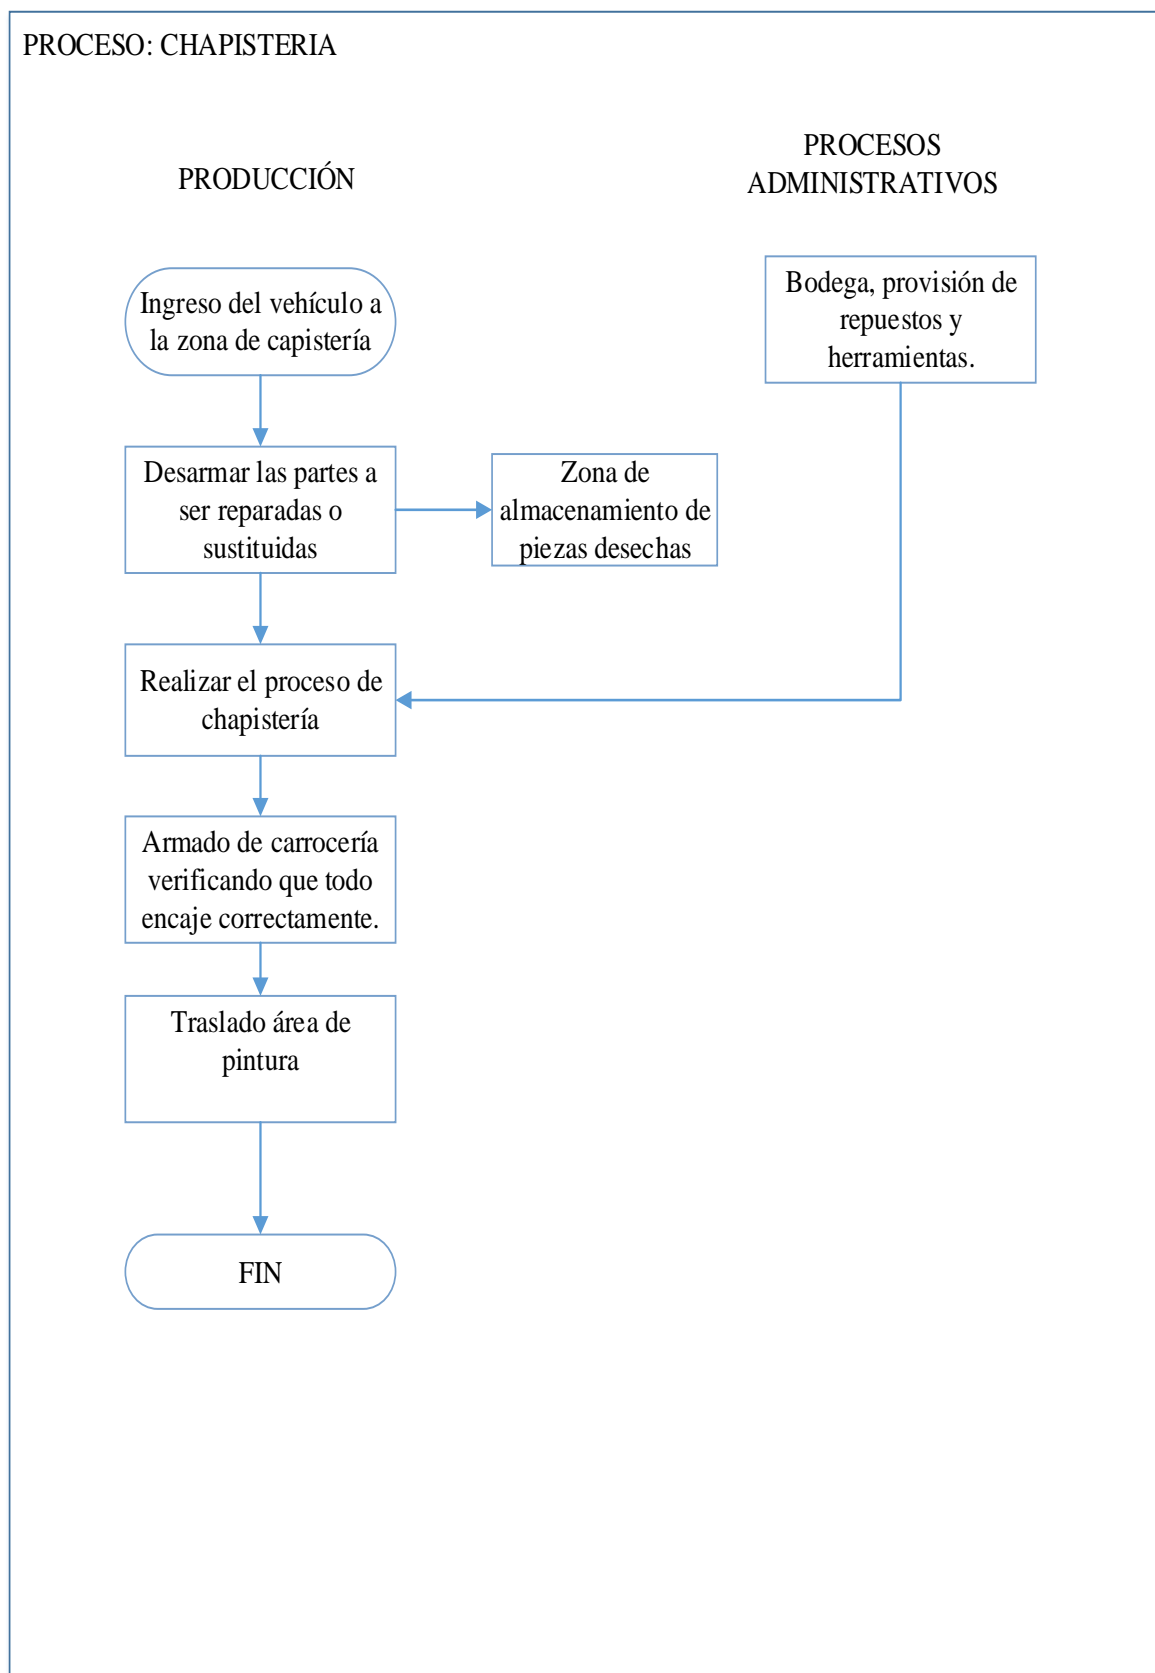 PROCESO: CHAPISTERIA
PRODUCCIÓN
PROCESOS
ADMINISTRATIVOS
Ingreso del vehículo a
la zona de capistería
Bodega, provisión de
repuestos y
herramientas.
Desarmar las partes a
ser reparadas o
sustituidas
Zona de
almacenamiento de
piezas desechas
Realizar el proceso de
chapistería
Armado de carrocería
verificando que todo
encaje correctamente.
Traslado área de
pintura
FIN